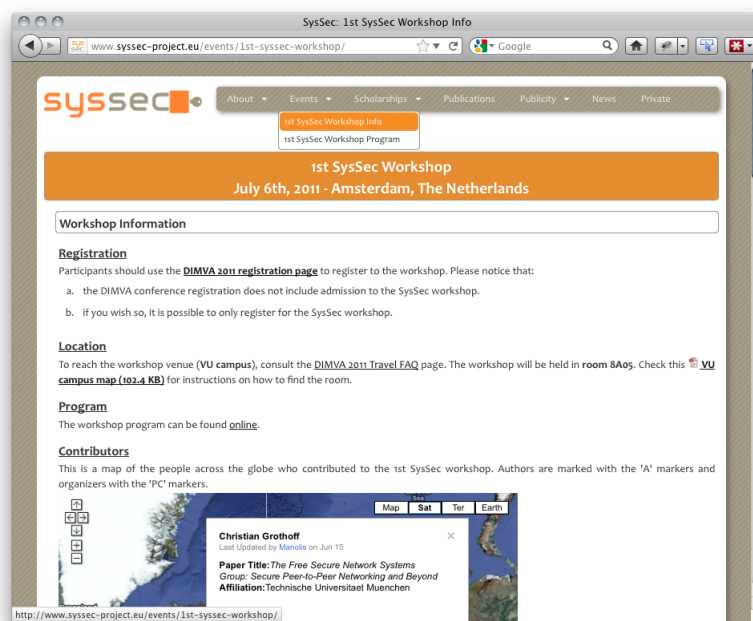 SysSec: 1st SysSec Workshop Info
sys sec www.syssec-project.eu/events/1st-syssec-workshop/ Google
syssec
About Events Scholarships Publications Publicity News Private
1st SysSec Workshop Info
1st SysSec Workshop Program
1st SysSec Workshop
July 6th, 2011 - Amsterdam, The Netherlands
Workshop Information
Registration
Participants should use the DIMVA 2011 registration page to register to the workshop. Please notice that:
a. the DIMVA conference registration does not include admission to the SysSec workshop.
b. if you wish so, it is possible to only register for the SysSec workshop.
Location
To reach the workshop venue (VU campus), consult the DIMVA 2011 Travel FAQ page. The workshop will be held in room 8A05. Check this VU
campus map (102.4 KB) for instructions on how to find the room.
Program
The workshop program can be found online.
Contributors
This is a map of the people across the globe who contributed to the 1st SysSec workshop. Authors are marked with the 'A' markers and
organizers with the 'PC' markers.
Sea
Map Sat Ter Earth
Christian Grothoff
Last Updated by Manolis on Jun 15
Paper Title:The Free Secure Network Systems
Group: Secure Peer-to-Peer Networking and Beyond
Affiliation:Technische Universitaet Muenchen
http://www.syssec-project.eu/events/1st-syssec-workshop/